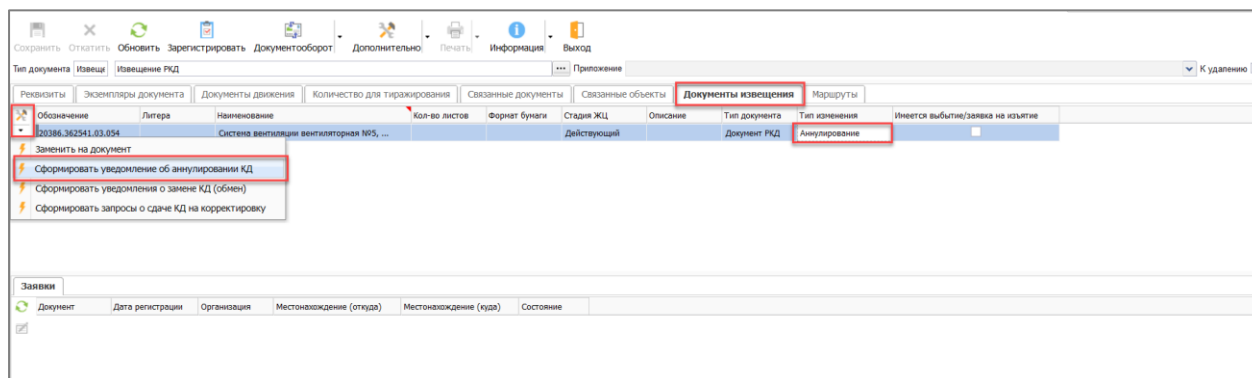 Сохранить Откатить Обновить Зарегистрировать Документооборот Дополнительно Печать Информация Выход
Тип документа Извеще Извещение РКД ... Приложение К удалению
Реквизиты Экземпляры документа Документы движения Количество для тиражирования Связанные документы Связанные объекты Документы извещения Маршруты
Обозначение Литера Наименование Кол-во листов Формат бумаги Стадия ЖЦ Описание Тип документа Тип изменения Имеется выбытие/заявка на изъятие
20386.362541.03.054 Система вентиляции вентиляторная №5, ... Действующий Документ РКД Аннулирование
Заменить на документ
Сформировать уведомление об аннулировании КД
Сформировать уведомления о замене КД (обмен)
Сформировать запросы о сдаче КД на корректировку
Заявки
Документ Дата регистрации Организация Местонахождение (откуда) Местонахождение (куда) Состояние